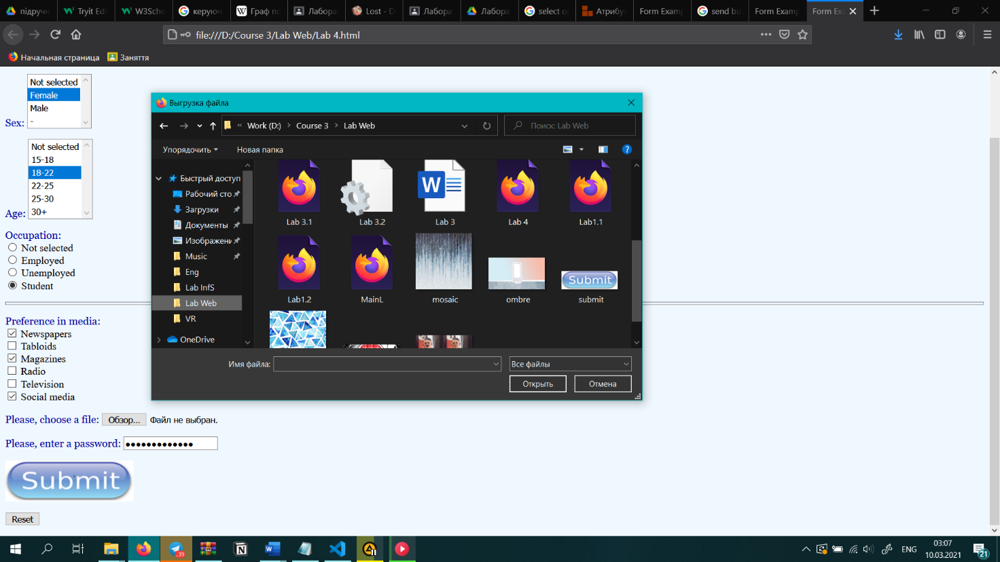 підручн
Tryit Edi
W3Scho
керуюч
Граф по
Лабора
Lost - D
Лабора
Лабора
select o
Атрибут
Form Examp
send bu
Form Examp
Form Exa
file:///D:/Course 3/Lab Web/Lab 4.html
Начальная страница
Заняття
Not selected
Female
Male
-
Sex:
Not selected
15-18
18-22
22-25
25-30
30+
Age:
Occupation:
Not selected
Employed
Unemployed
Student
Preference in media:
Newspapers
Tabloids
Magazines
Radio
Television
Social media
Please, choose a file: Обзор... Файл не выбран.
Please, enter a password:
Submit
Reset
Выгрузка файла
« Work (D:) > Course 3 > Lab Web
Поиск: Lab Web
Упорядочить
Новая папка
Быстрый доступ
Рабочий сто
Загрузки
Документы
Изображени
Music
Eng
Lab InfS
Lab Web
VR
OneDrive
Lab 3.1
Lab 3.2
Lab 3
Lab 4
Lab1.1
Lab1.2
MainL
mosaic
ombre
Submit
submit
Имя файла:
Все файлы
Открыть
Отмена
39
ENG
03:07
10.03.2021
21